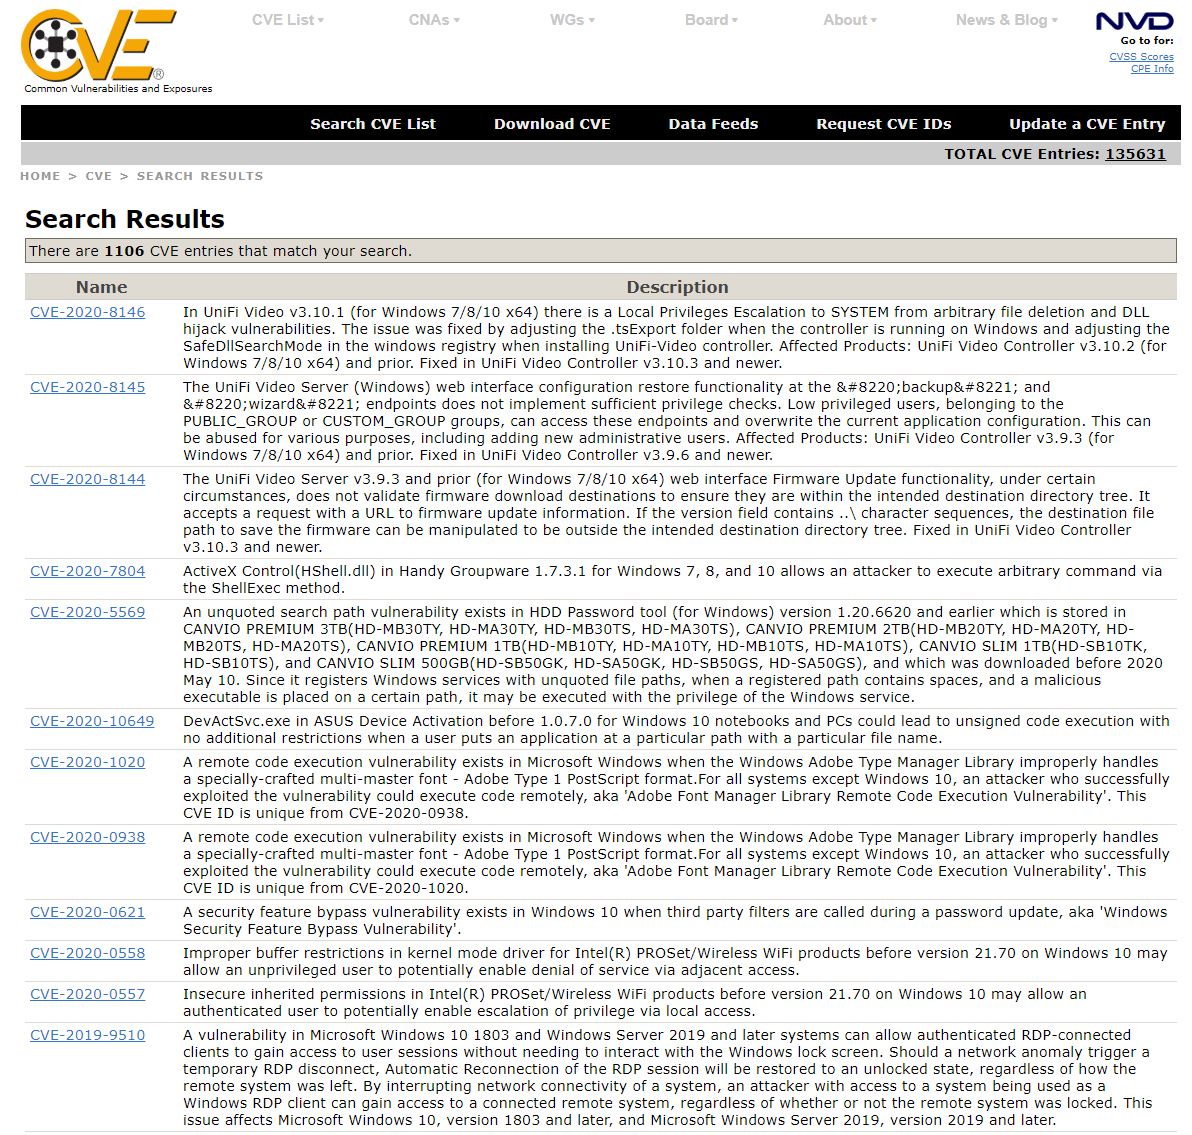 CVE®
Common Vulnerabilities and Exposures
CVE List▾ CNAs▾ WGs▾ Board▾ About▾ News & Blog▾
NVD
Go to for:
CVSS Scores
CPE Info
Search CVE List Download CVE Data Feeds Request CVE IDs Update a CVE Entry
TOTAL CVE Entries: 135631
HOME > CVE > SEARCH RESULTS
Search Results
There are 1106 CVE entries that match your search.
Name Description
CVE-2020-8146 In UniFi Video v3.10.1 (for Windows 7/8/10 x64) there is a Local Privileges Escalation to SYSTEM from arbitrary file deletion and DLL
hijack vulnerabilities. The issue was fixed by adjusting the .tsExport folder when the controller is running on Windows and adjusting the
SafeDllSearchMode in the windows registry when installing UniFi-Video controller. Affected Products: UniFi Video Controller v3.10.2 (for
Windows 7/8/10 x64) and prior. Fixed in UniFi Video Controller v3.10.3 and newer.
CVE-2020-8145 The UniFi Video Server (Windows) web interface configuration restore functionality at the &#8220;backup&#8221; and
&#8220;wizard&#8221; endpoints does not implement sufficient privilege checks. Low privileged users, belonging to the
PUBLIC_GROUP or CUSTOM_GROUP groups, can access these endpoints and overwrite the current application configuration. This can
be abused for various purposes, including adding new administrative users. Affected Products: UniFi Video Controller v3.9.3 (for
Windows 7/8/10 x64) and prior. Fixed in UniFi Video Controller v3.9.6 and newer.
CVE-2020-8144 The UniFi Video Server v3.9.3 and prior (for Windows 7/8/10 x64) web interface Firmware Update functionality, under certain
circumstances, does not validate firmware download destinations to ensure they are within the intended destination directory tree. It
accepts a request with a URL to firmware update information. If the version field contains ..\ character sequences, the destination file
path to save the firmware can be manipulated to be outside the intended destination directory tree. Fixed in UniFi Video Controller
v3.10.3 and newer.
CVE-2020-7804 ActiveX Control(HShell.dll) in Handy Groupware 1.7.3.1 for Windows 7, 8, and 10 allows an attacker to execute arbitrary command via
the ShellExec method.
CVE-2020-5569 An unquoted search path vulnerability exists in HDD Password tool (for Windows) version 1.20.6620 and earlier which is stored in
CANVIO PREMIUM 3TB(HD-MB30TY, HD-MA30TY, HD-MB30TS, HD-MA30TS), CANVIO PREMIUM 2TB(HD-MB20TY, HD-MA20TY, HD-
MB20TS, HD-MA20TS), CANVIO PREMIUM 1TB(HD-MB10TY, HD-MA10TY, HD-MB10TS, HD-MA10TS), CANVIO SLIM 1TB(HD-SB10TK,
HD-SB10TS), and CANVIO SLIM 500GB(HD-SB50GK, HD-SA50GK, HD-SB50GS, HD-SA50GS), and which was downloaded before 2020
May 10. Since it registers Windows services with unquoted file paths, when a registered path contains spaces, and a malicious
executable is placed on a certain path, it may be executed with the privilege of the Windows service.
CVE-2020-10649 DevActSvc.exe in ASUS Device Activation before 1.0.7.0 for Windows 10 notebooks and PCs could lead to unsigned code execution with
no additional restrictions when a user puts an application at a particular path with a particular file name.
CVE-2020-1020 A remote code execution vulnerability exists in Microsoft Windows when the Windows Adobe Type Manager Library improperly handles
a specially-crafted multi-master font - Adobe Type 1 PostScript format.For all systems except Windows 10, an attacker who successfully
exploited the vulnerability could execute code remotely, aka 'Adobe Font Manager Library Remote Code Execution Vulnerability'. This
CVE ID is unique from CVE-2020-0938.
CVE-2020-0938 A remote code execution vulnerability exists in Microsoft Windows when the Windows Adobe Type Manager Library improperly handles
a specially-crafted multi-master font - Adobe Type 1 PostScript format.For all systems except Windows 10, an attacker who successfully
exploited the vulnerability could execute code remotely, aka 'Adobe Font Manager Library Remote Code Execution Vulnerability'. This
CVE ID is unique from CVE-2020-1020.
CVE-2020-0621 A security feature bypass vulnerability exists in Windows 10 when third party filters are called during a password update, aka 'Windows
Security Feature Bypass Vulnerability'.
CVE-2020-0558 Improper buffer restrictions in kernel mode driver for Intel(R) PROSet/Wireless WiFi products before version 21.70 on Windows 10 may
allow an unprivileged user to potentially enable denial of service via adjacent access.
CVE-2020-0557 Insecure inherited permissions in Intel(R) PROSet/Wireless WiFi products before version 21.70 on Windows 10 may allow an
authenticated user to potentially enable escalation of privilege via local access.
CVE-2019-9510 A vulnerability in Microsoft Windows 10 1803 and Windows Server 2019 and later systems can allow authenticated RDP-connected
clients to gain access to user sessions without needing to interact with the Windows lock screen. Should a network anomaly trigger a
temporary RDP disconnect, Automatic Reconnection of the RDP session will be restored to an unlocked state, regardless of how the
remote system was left. By interrupting network connectivity of a system, an attacker with access to a system being used as a
Windows RDP client can gain access to a connected remote system, regardless of whether or not the remote system was locked. This
issue affects Microsoft Windows 10, version 1803 and later, and Microsoft Windows Server 2019, version 2019 and later.